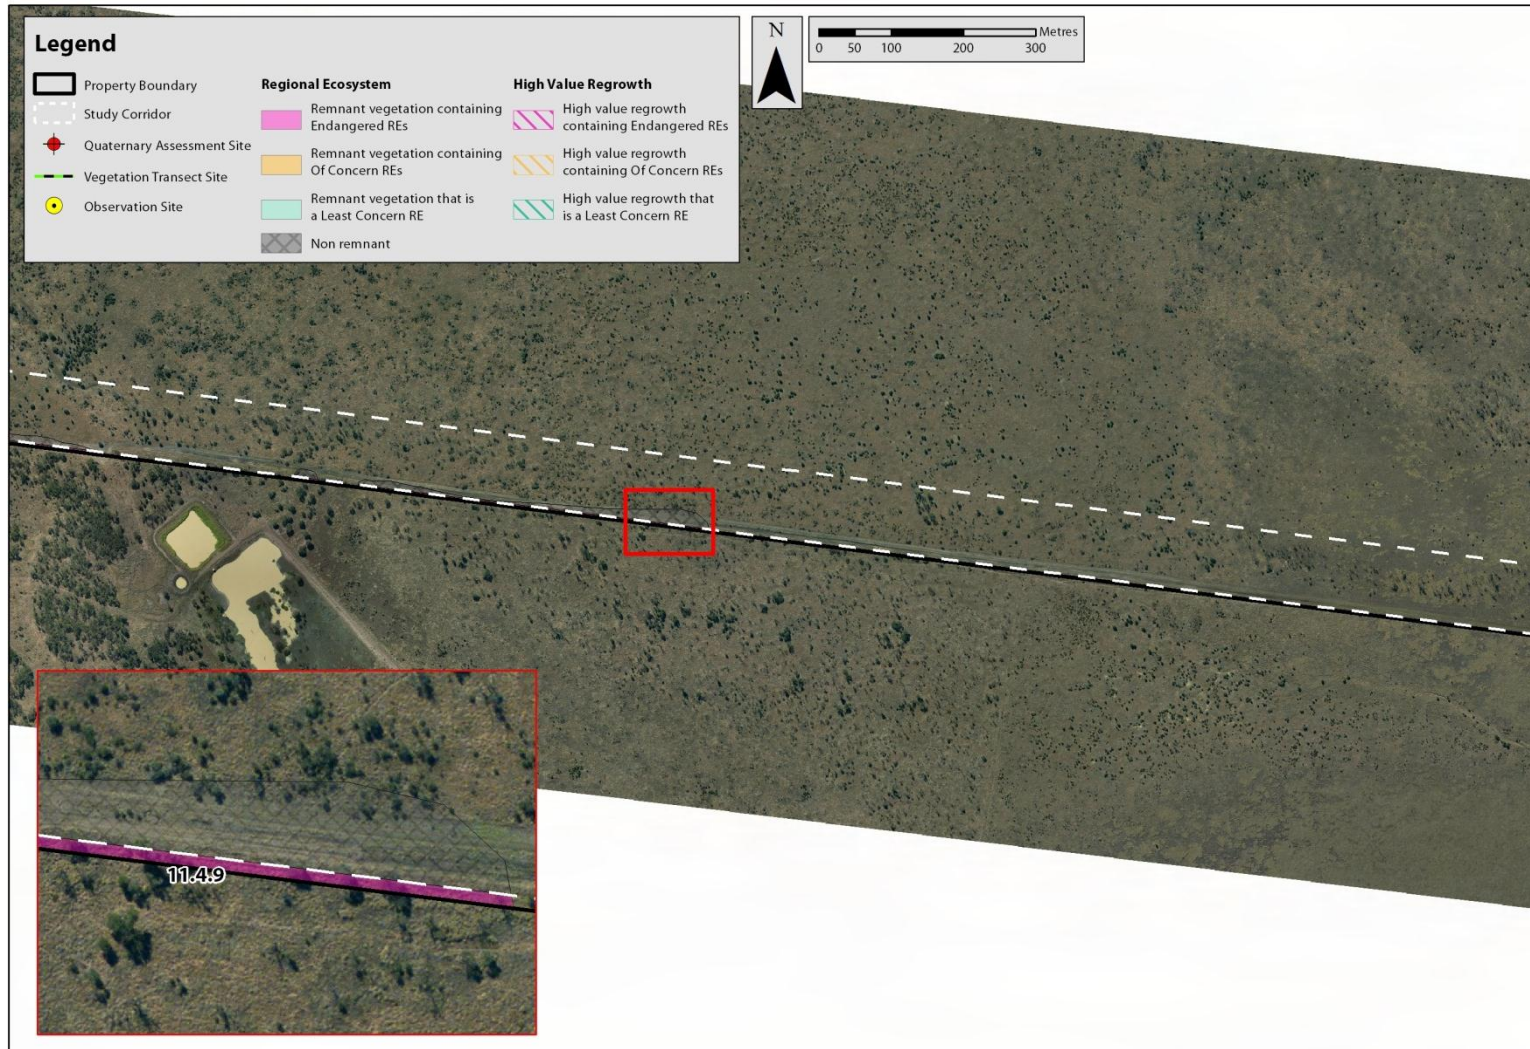 Legend
Property Boundary
Study Corridor
Quaternary Assessment Site
Vegetation Transect Site
Observation Site
Regional Ecosystem
Remnant vegetation containing
Endangered REs
Remnant vegetation containing
Of Concern REs
Remnant vegetation that is
a Least Concern RE
Non remnant
High Value Regrowth
High value regrowth
containing Endangered REs
High value regrowth
containing Of Concern REs
High value regrowth that
is a Least Concern RE
N
Metres
0 50 100 200 300
11.4.9